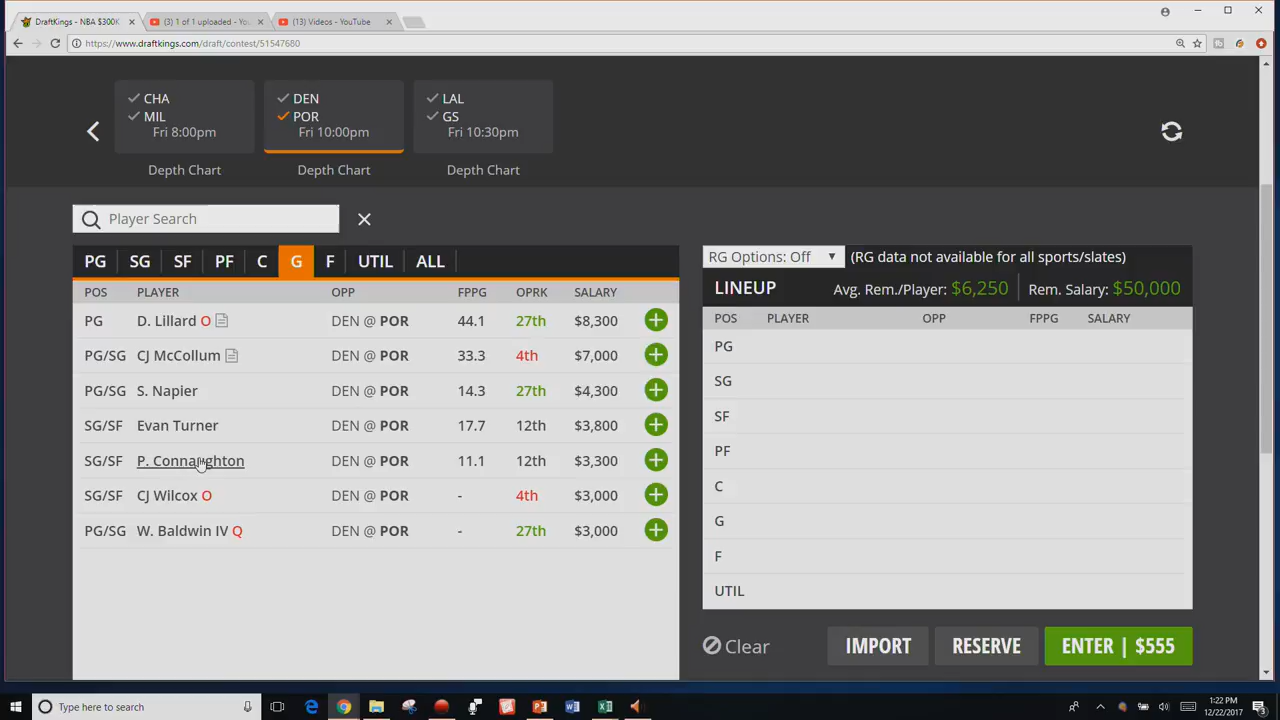 DraftKings - NBA $300K
(3) 1 of 1 uploaded - You
(13) Videos - YouTube
https://www.draftkings.com/draft/contest/51547680
CHA
MIL
Fri 8:00pm
DEN
POR
Fri 10:00pm
LAL
GS
Fri 10:30pm
Depth Chart
Depth Chart
Depth Chart
Player Search
PG SG SF PF C G F UTIL ALL
POS PLAYER OPP FPPG OPRK SALARY
PG D. Lillard O DEN @ POR 44.1 27th $8,300
PG/SG CJ McCollum DEN @ POR 33.3 4th $7,000
PG/SG S. Napier DEN @ POR 14.3 27th $4,300
SG/SF Evan Turner DEN @ POR 17.7 12th $3,800
SG/SF P. Connaughton DEN @ POR 11.1 12th $3,300
SG/SF CJ Wilcox O DEN @ POR - 4th $3,000
PG/SG W. Baldwin IV Q DEN @ POR - 27th $3,000
RG Options: Off (RG data not available for all sports/slates)
LINEUP Avg. Rem./Player: $6,250 Rem. Salary: $50,000
POS PLAYER OPP FPPG SALARY
PG
SG
SF
PF
C
G
F
UTIL
Clear IMPORT RESERVE ENTER | $555
Type here to search
1:22 PM
12/22/2017